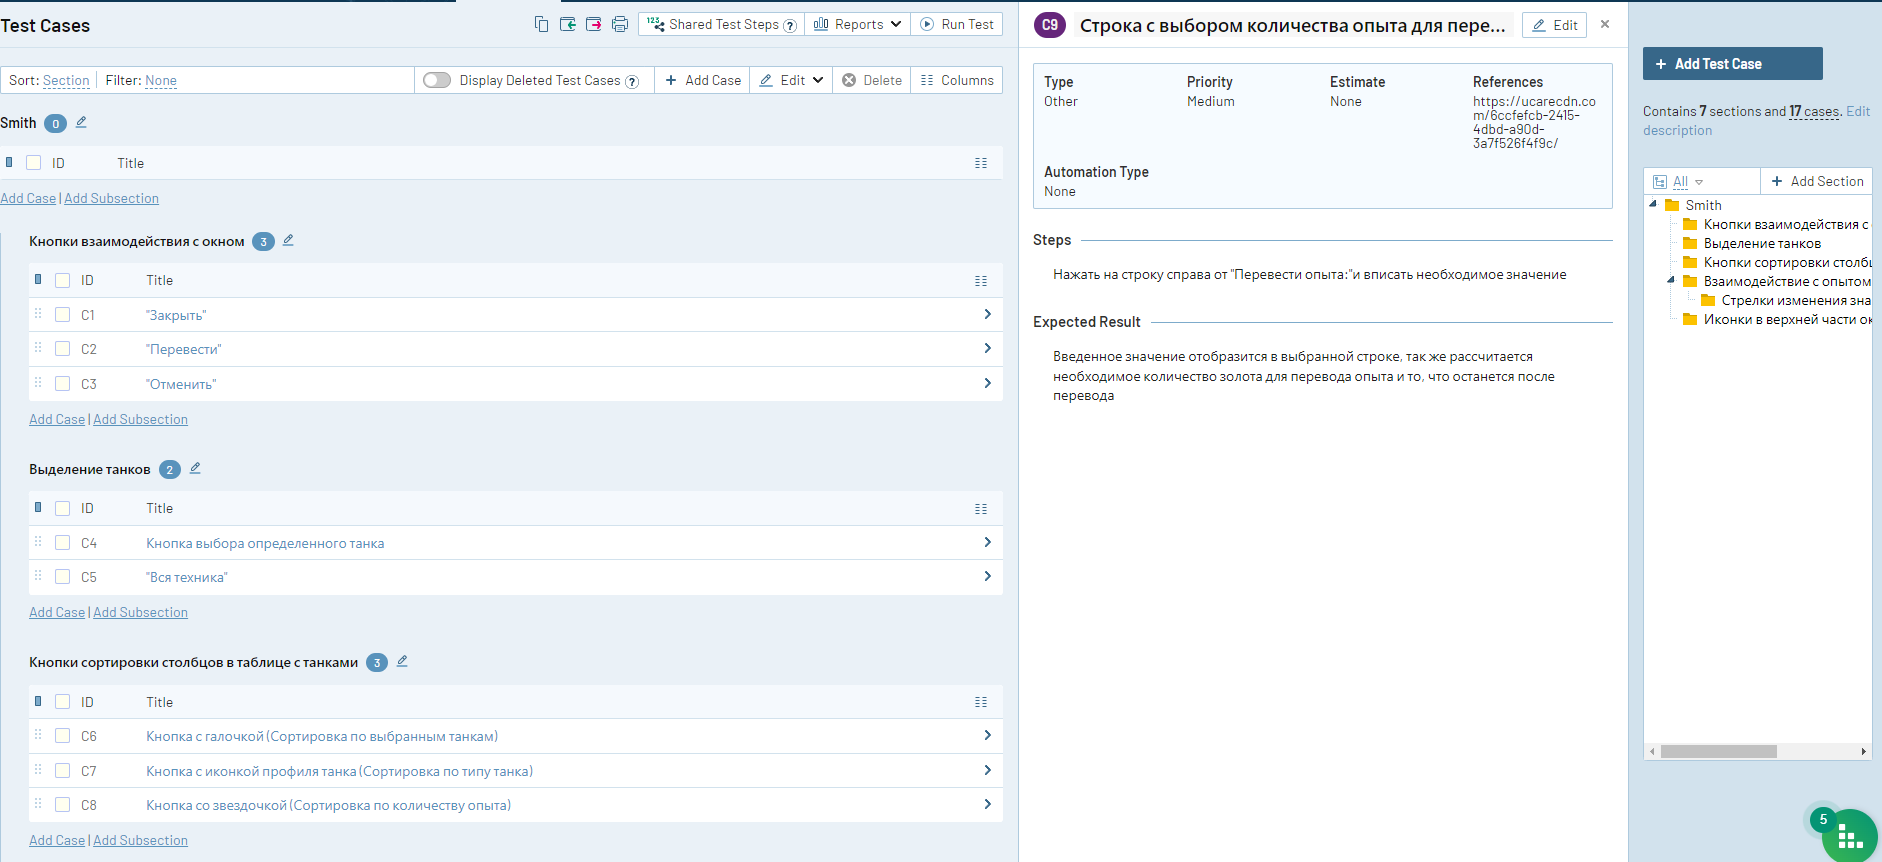 Test Cases
Shared Test Steps ?
Reports
Run Test
Sort: Section
Filter: None
Display Deleted Test Cases ?
+ Add Case
Edit
Delete
Columns
Smith 0
ID Title
Add Case | Add Subsection
Кнопки взаимодействия с окном 3
ID Title
C1 "Закрыть"
C2 "Перевести"
C3 "Отменить"
Add Case | Add Subsection
Выделение танков 2
ID Title
C4 Кнопка выбора определенного танка
C5 "Вся техника"
Add Case | Add Subsection
Кнопки сортировки столбцов в таблице с танками 3
ID Title
C6 Кнопка с галочкой (Сортировка по выбранным танкам)
C7 Кнопка с иконкой профиля танка (Сортировка по типу танка)
C8 Кнопка со звездочкой (Сортировка по количеству опыта)
Add Case | Add Subsection
C9 Строка с выбором количества опыта для пере...
Edit
×
Type Priority Estimate References
Other Medium None https://ucarecdn.co
m/6ccfefcb-2415-
4dbd-a90d-
3a7f526f4f9c/
Automation Type
None
Steps
Нажать на строку справа от "Перевести опыта:"и вписать необходимое значение
Expected Result
Введенное значение отобразится в выбранной строке, так же рассчитается
необходимое количество золота для перевода опыта и то, что останется после
перевода
+ Add Test Case
Contains 7 sections and 17 cases. Edit
description
All
+ Add Section
Smith
Кнопки взаимодействия с
Выделение танков
Кнопки сортировки столбц
Взаимодействие с опытом
Стрелки изменения зна
Иконки в верхней части ок
5